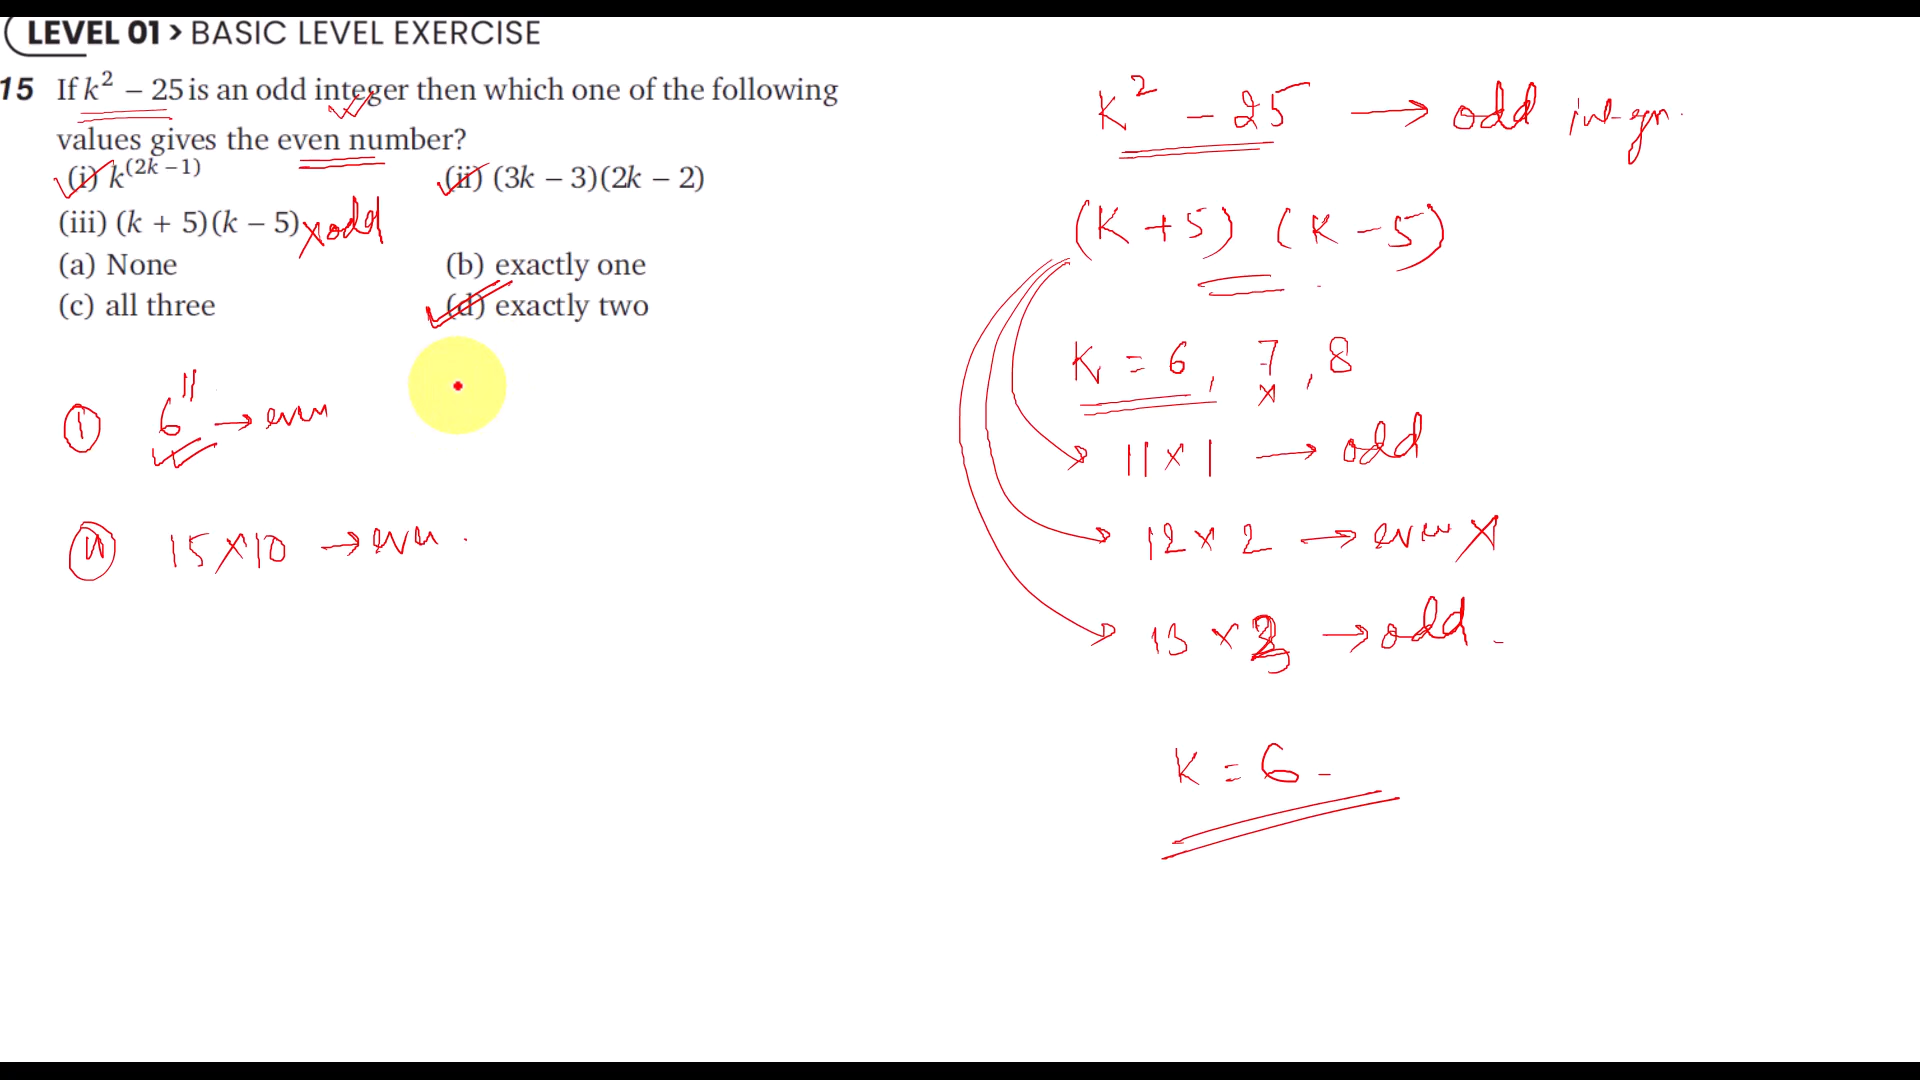 LEVEL 01 > BASIC LEVEL EXERCISE
15 If k² – 25 is an odd integer then which one of the following
values gives the even number?
(i) k^(2k –1) (ii) (3k – 3)(2k – 2)
(iii) (k + 5)(k – 5) × odd
(a) None (b) exactly one
(c) all three (d) exactly two
① 6^11 → even
ⓘⓘ 15 × 10 → even .
K² – 25 → odd
(K + 5) (K – 5)
K = 6, 7, 8
×
11 × 1 → odd
12 × 2 → even ×
13 × 3 → odd
K = 6